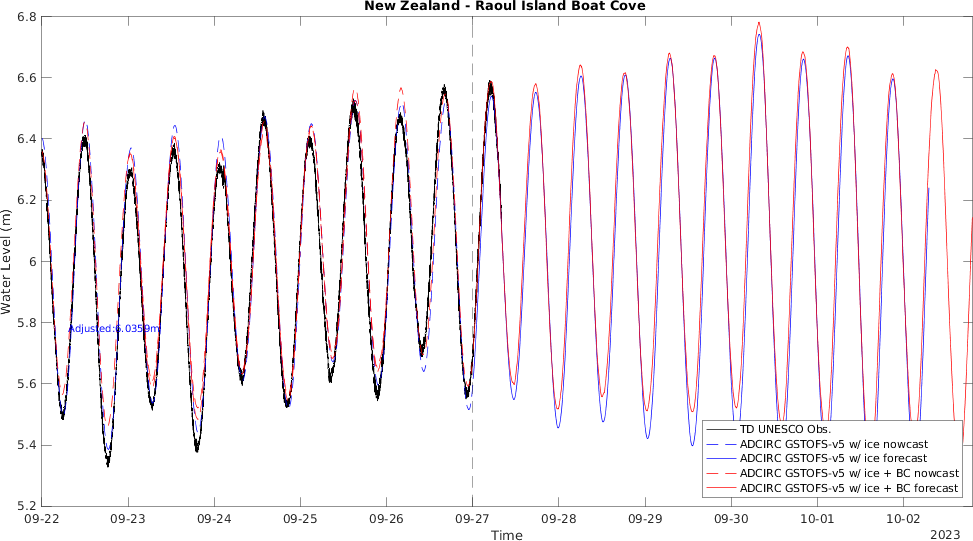 New Zealand - Raoul Island Boat Cove
Water Level (m)
6.8
6.6
6.4
6.2
6
5.8
5.6
5.4
5.2
Adjusted:6.0359m
TD UNESCO Obs.
ADCIRC GSTOFS-v5 w/ ice nowcast
ADCIRC GSTOFS-v5 w/ ice forecast
ADCIRC GSTOFS-v5 w/ ice + BC nowcast
ADCIRC GSTOFS-v5 w/ ice + BC forecast
09-22 09-23 09-24 09-25 09-26 09-27 09-28 09-29 09-30 10-01 10-02
Time
2023